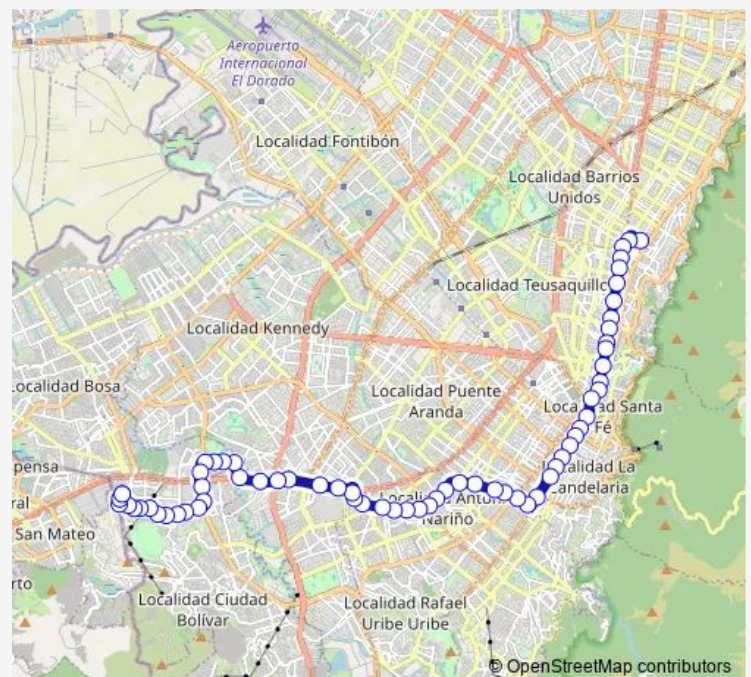 Aeropuerto
Internacional
El Dorado
Localidad Fontibón
Localidad Barrios
Unidos
Localidad Teusaquillo
Localidad Kennedy
Localidad Bosa
Localidad Puente
Aranda
Santa
Fé
pensa
Localidad La
Candelaria
Nariño
San Mateo
Localidad Ciudad
Bolívar
Localidad Rafael
Uribe Uribe
© OpenStreetMap contributors